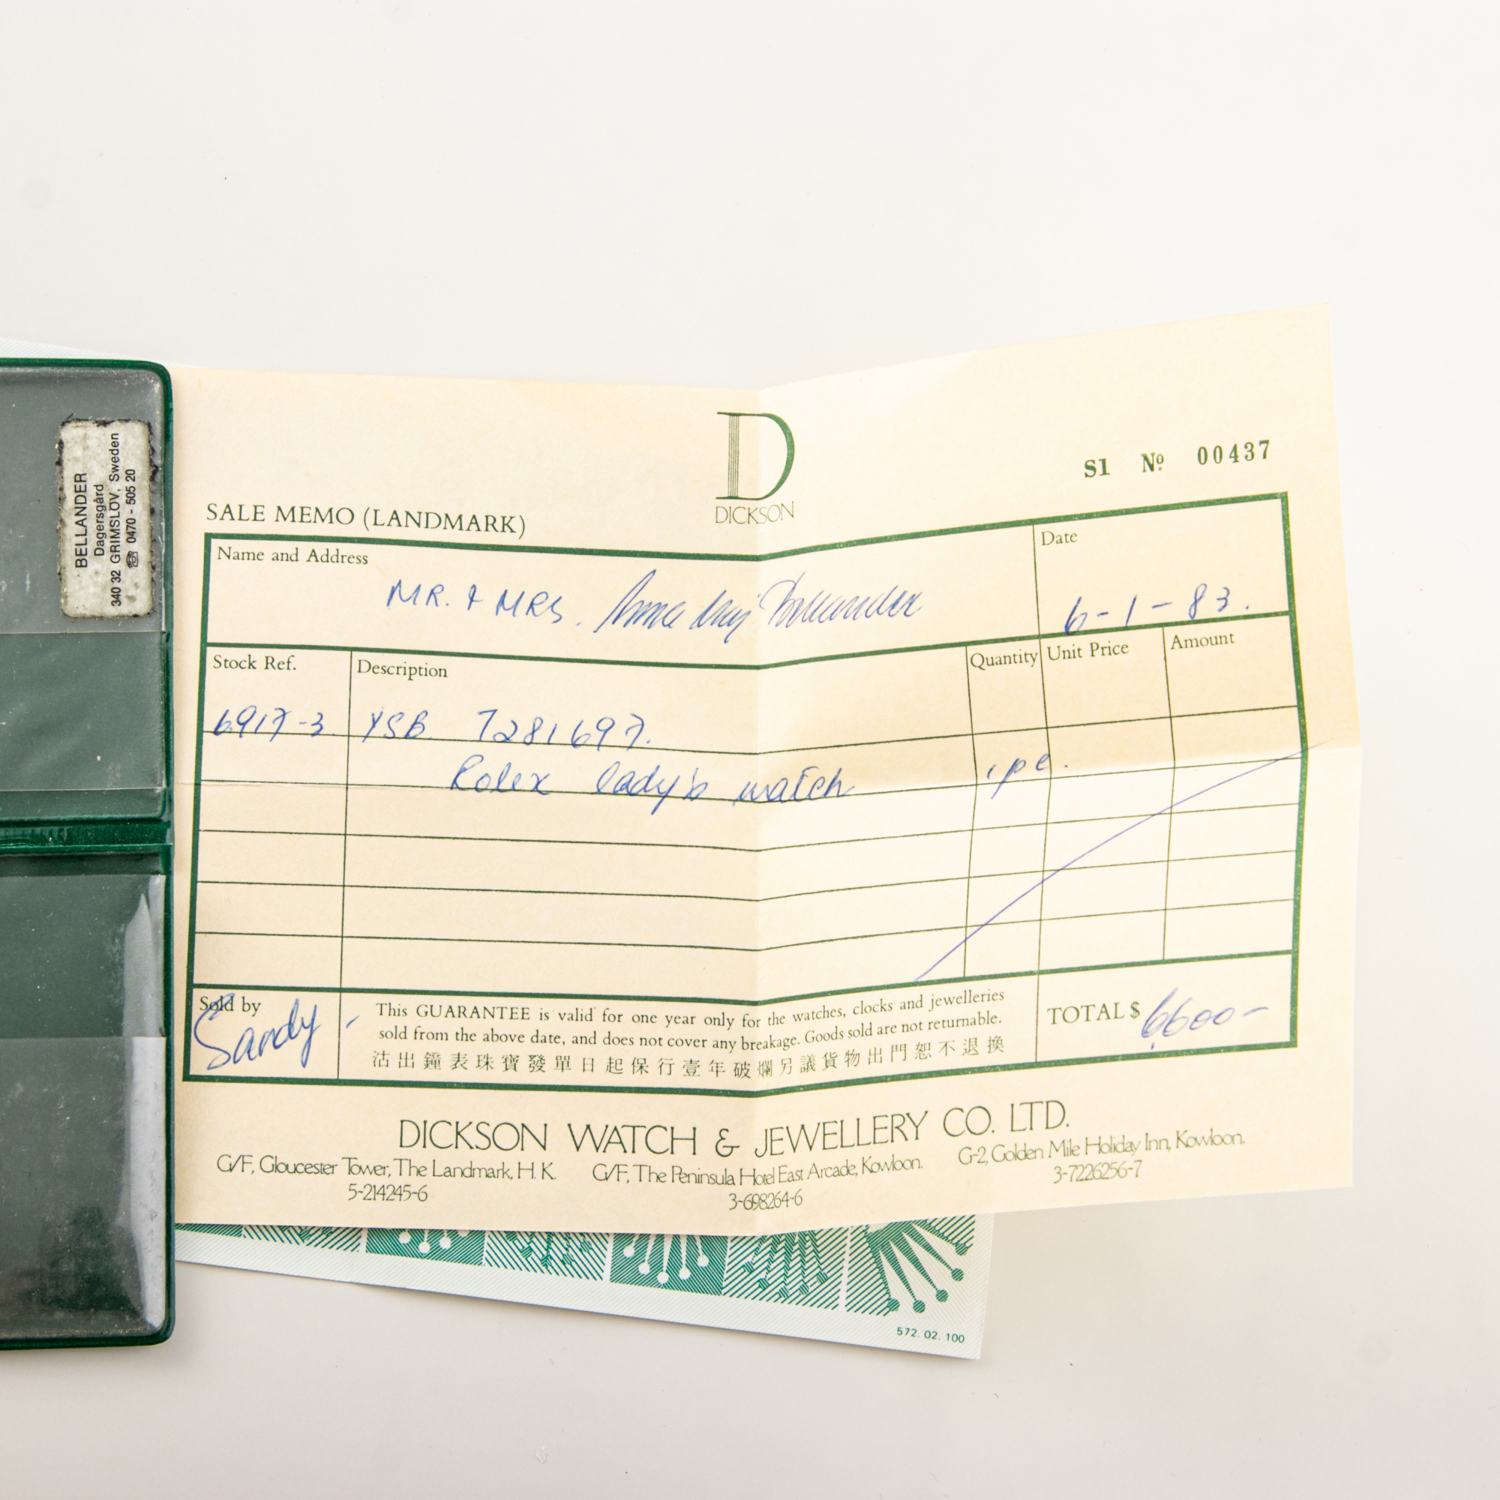 BELLANDER
Dagersgård
340 32 GRIMSLÖV, Sweden
☎ 0470 - 505 20
D
DICKSON
S1 Nº 00437
SALE MEMO (LANDMARK)
Name and Address
MR. & MRS.
Date
6-1-83.
Stock Ref.
Description
Quantity
Unit Price
Amount
6917-3
YSB 7281697.
Rolex lady's watch
1pc.
Sold by
Sandy
This GUARANTEE is valid for one year only for the watches, clocks and jewelleries
sold from the above date, and does not cover any breakage. Goods sold are not returnable.
沽出鐘表珠寶發單日起保行壹年破爛另議貨物出門恕不退換
TOTAL $ 6600-
DICKSON WATCH & JEWELLERY CO. LTD.
G/F, Gloucester Tower, The Landmark, H. K.
5-214245-6
G/F, The Peninsula Hotel East Arcade, Kowloon.
3-698264-6
G-2, Golden Mile Holiday Inn, Kowloon.
3-7226256-7
572. 02. 100